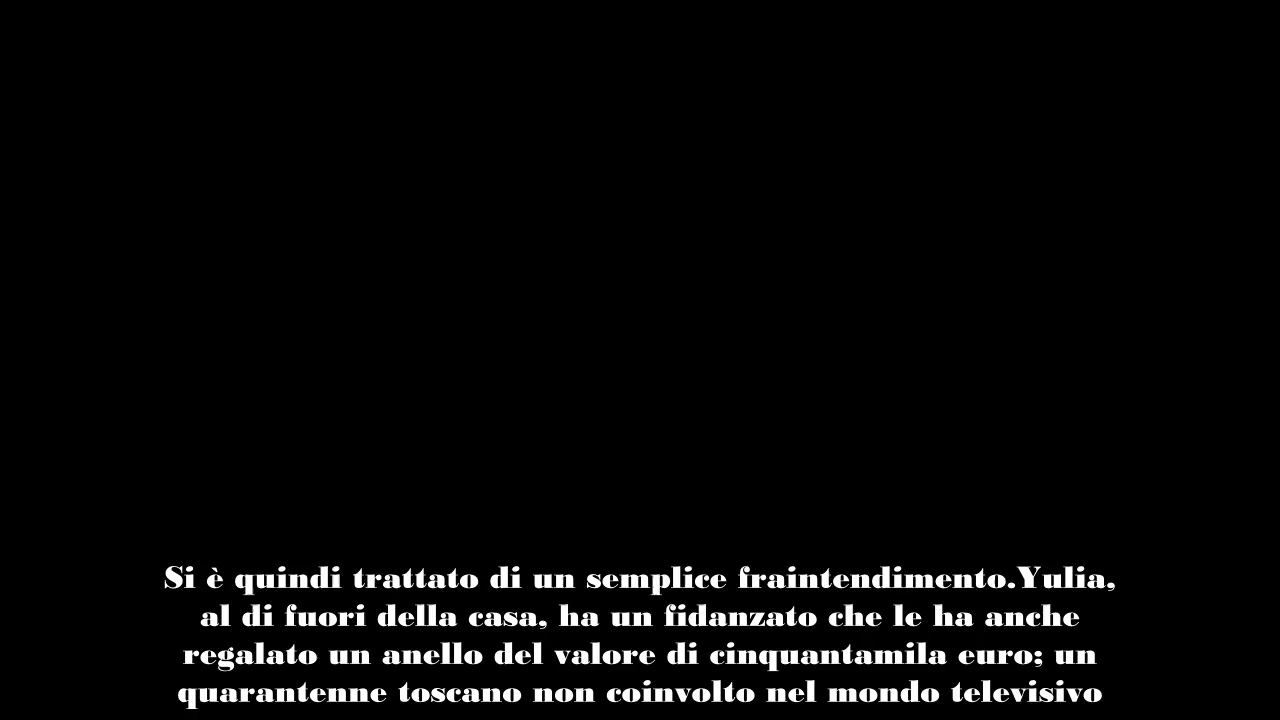 Si è quindi trattato di un semplice fraintendimento.Yulia,
al di fuori della casa, ha un fidanzato che le ha anche
regalato un anello del valore di cinquantamila euro; un
quarantenne toscano non coinvolto nel mondo televisivo